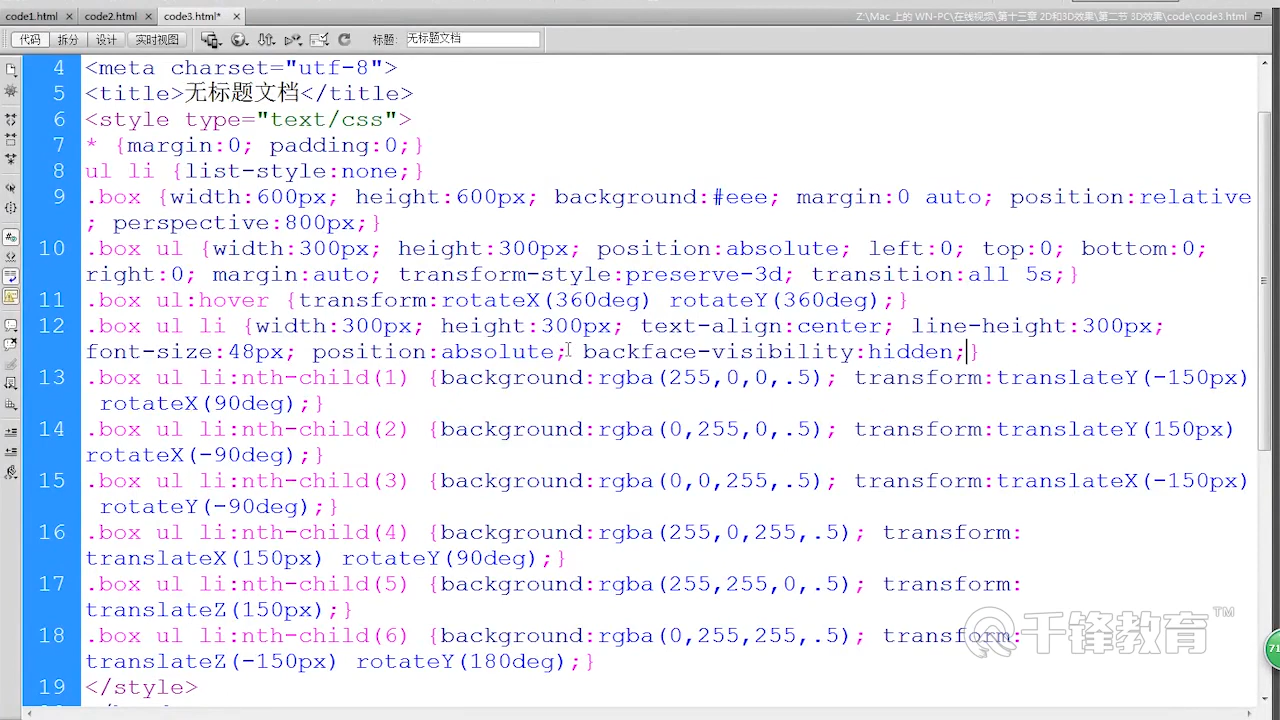 code1.html × code2.html × code3.html* ×
Z:\Mac 上的 WN-PC\在线视频\第十三章 2D和3D效果\第二节 3D效果\code\code3.html
代码 拆分 设计 实时视图 标题: 无标题文档
4 <meta charset="utf-8">
5 <title>无标题文档</title>
6 <style type="text/css">
7 * {margin:0; padding:0;}
8 ul li {list-style:none;}
9 .box {width:600px; height:600px; background:#eee; margin:0 auto; position:relative
; perspective:800px;}
10 .box ul {width:300px; height:300px; position:absolute; left:0; top:0; bottom:0;
right:0; margin:auto; transform-style:preserve-3d; transition:all 5s;}
11 .box ul:hover {transform:rotateX(360deg) rotateY(360deg);}
12 .box ul li {width:300px; height:300px; text-align:center; line-height:300px;
font-size:48px; position:absolute; backface-visibility:hidden;}
13 .box ul li:nth-child(1) {background:rgba(255,0,0,.5); transform:translateY(-150px)
rotateX(90deg);}
14 .box ul li:nth-child(2) {background:rgba(0,255,0,.5); transform:translateY(150px)
rotateX(-90deg);}
15 .box ul li:nth-child(3) {background:rgba(0,0,255,.5); transform:translateX(-150px)
rotateY(-90deg);}
16 .box ul li:nth-child(4) {background:rgba(255,0,255,.5); transform:
translateX(150px) rotateY(90deg);}
17 .box ul li:nth-child(5) {background:rgba(255,255,0,.5); transform:
translateZ(150px);}
18 .box ul li:nth-child(6) {background:rgba(0,255,255,.5); transform:
translateZ(-150px) rotateY(180deg);}
19 </style>
千锋教育™
71